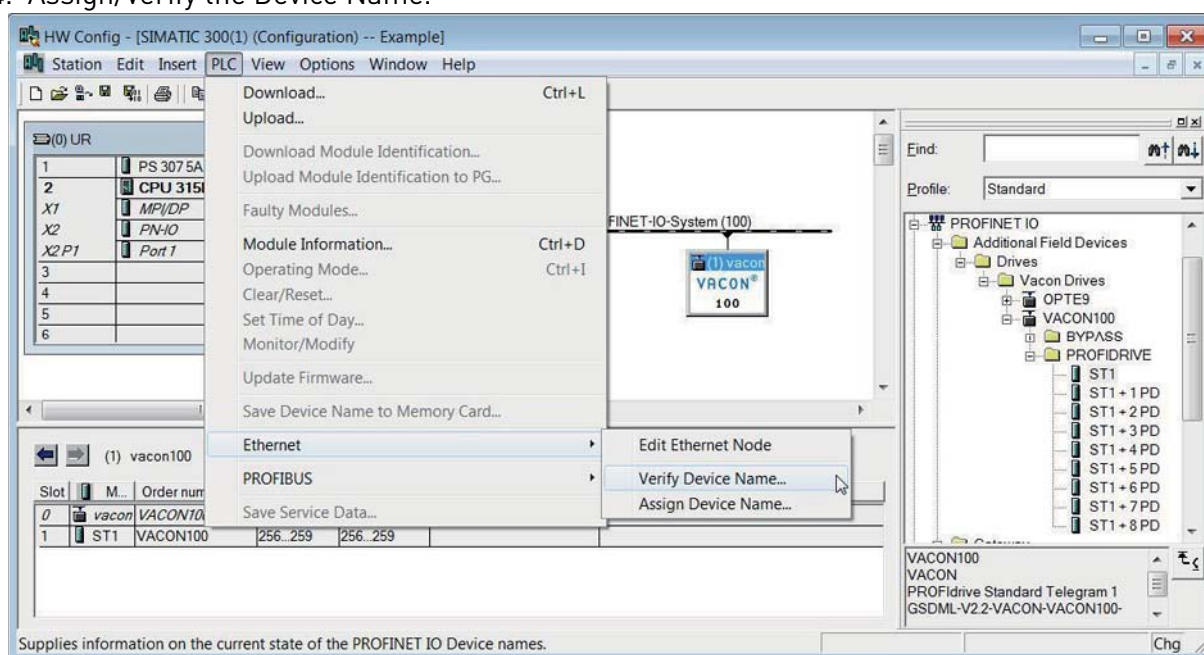 Assign/Verify the Device Name.
HW Config - [SIMATIC 300(1) (Configuration) -- Example]
Station Edit Insert PLC View Options Window Help
Download... Ctrl+L
Upload...
Download Module Identification...
Upload Module Identification to PG...
Faulty Modules...
Module Information... Ctrl+D
Operating Mode... Ctrl+I
Clear/Reset...
Set Time of Day...
Monitor/Modify
Update Firmware...
Save Device Name to Memory Card...
Ethernet
PROFIBUS
Save Service Data...
Edit Ethernet Node
Verify Device Name...
Assign Device Name...
(0) UR
1 PS 307 5A
2 CPU 315
X1 MPI/DP
X2 PN-IO
X2 P1 Port 1
3
4
5
6
FINET-IO-System (100)
(1) vacon
VACON®
100
(1) vacon100
Slot M... Order num
0 vacon VACON10
1 ST1 VACON100 256...259 256...259
Find:
Profile: Standard
PROFINET IO
Additional Field Devices
Drives
Vacon Drives
OPTE9
VACON100
BYPASS
PROFIDRIVE
ST1
ST1 + 1 PD
ST1 + 2 PD
ST1 + 3 PD
ST1 + 4 PD
ST1 + 5 PD
ST1 + 6 PD
ST1 + 7 PD
ST1 + 8 PD
VACON100
VACON
PROFIdrive Standard Telegram 1
GSDML-V2.2-VACON-VACON100-
Supplies information on the current state of the PROFINET IO Device names.
Chg